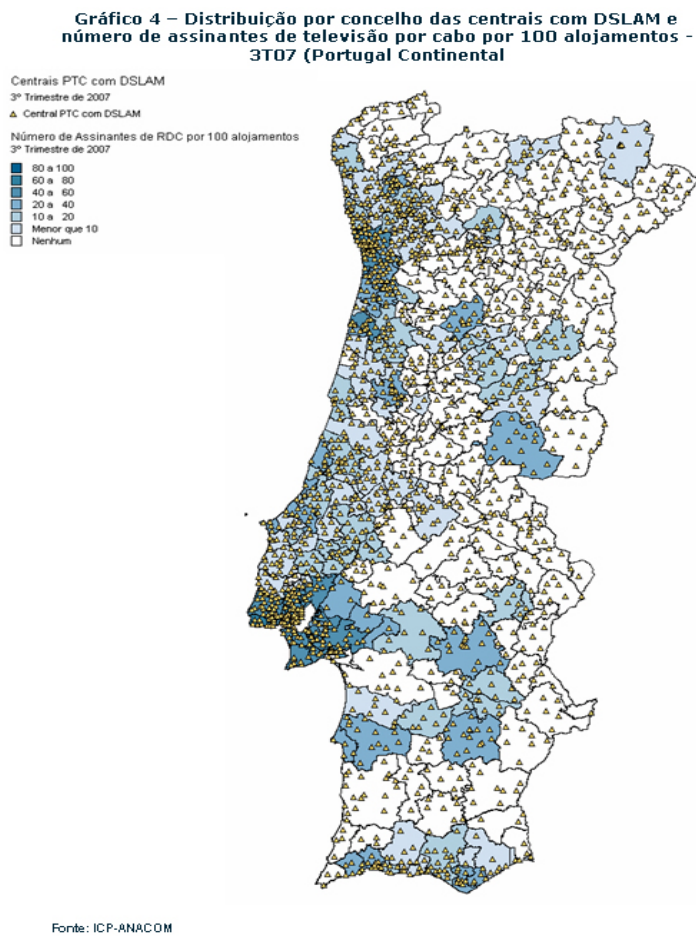 Gráfico 4 – Distribuição por concelho das centrais com DSLAM e
número de assinantes de televisão por cabo por 100 alojamentos -
3T07 (Portugal Continental
Centrais PTC com DSLAM
3º Trimestre de 2007
Central PTC com DSLAM
Número de Assinantes de RDC por 100 alojamentos
3º Trimestre de 2007
80 a 100
60 a 80
40 a 60
20 a 40
10 a 20
Menor que 10
Nenhum
Fonte: ICP-ANACOM